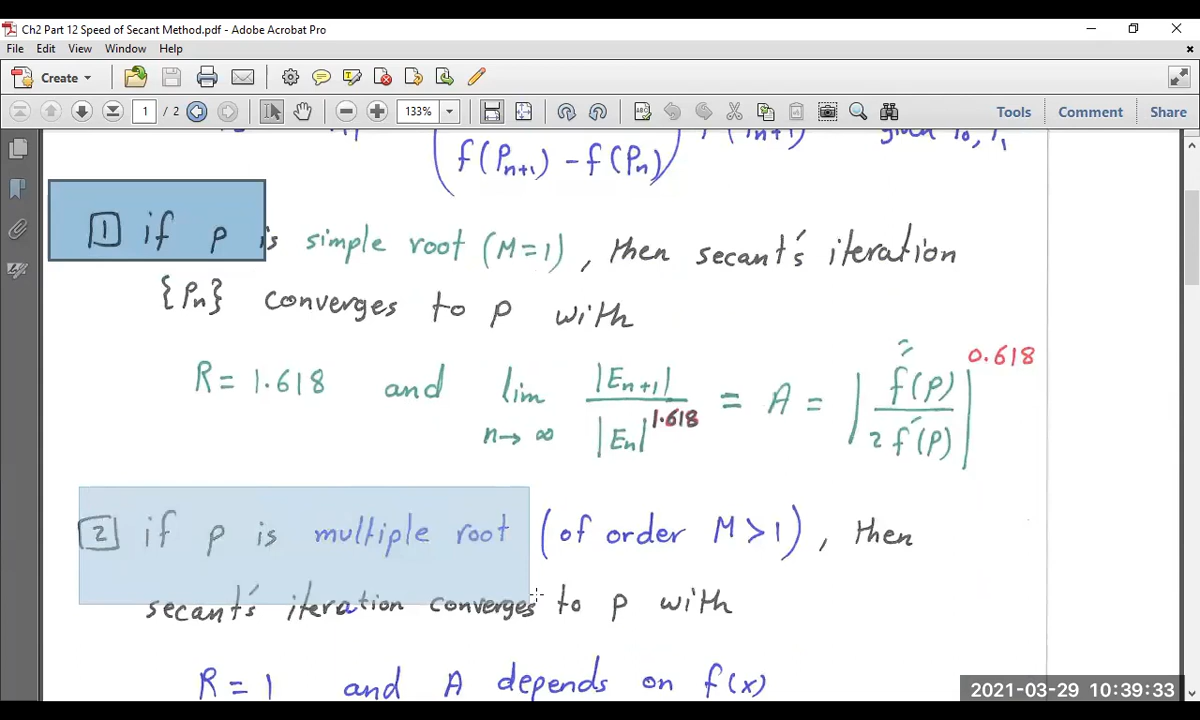 Ch2 Part 12 Speed of Secant Method.pdf - Adobe Acrobat Pro
File Edit View Window Help
Create
1 / 2 133% Tools Comment Share
f(Pn+1) - f(Pn)
1 if p is simple root (M=1), then secant's iteration
{Pn} converges to p with
R = 1.618 and lim n→∞ |En+1| / |En|^1.618 = A = |f''(p) / 2 f'(p)|^0.618
2 if p is multiple root (of order M>1), then
secant's iteration converges to p with
R = 1 and A depends on f(x)
2021-03-29 10:39:33